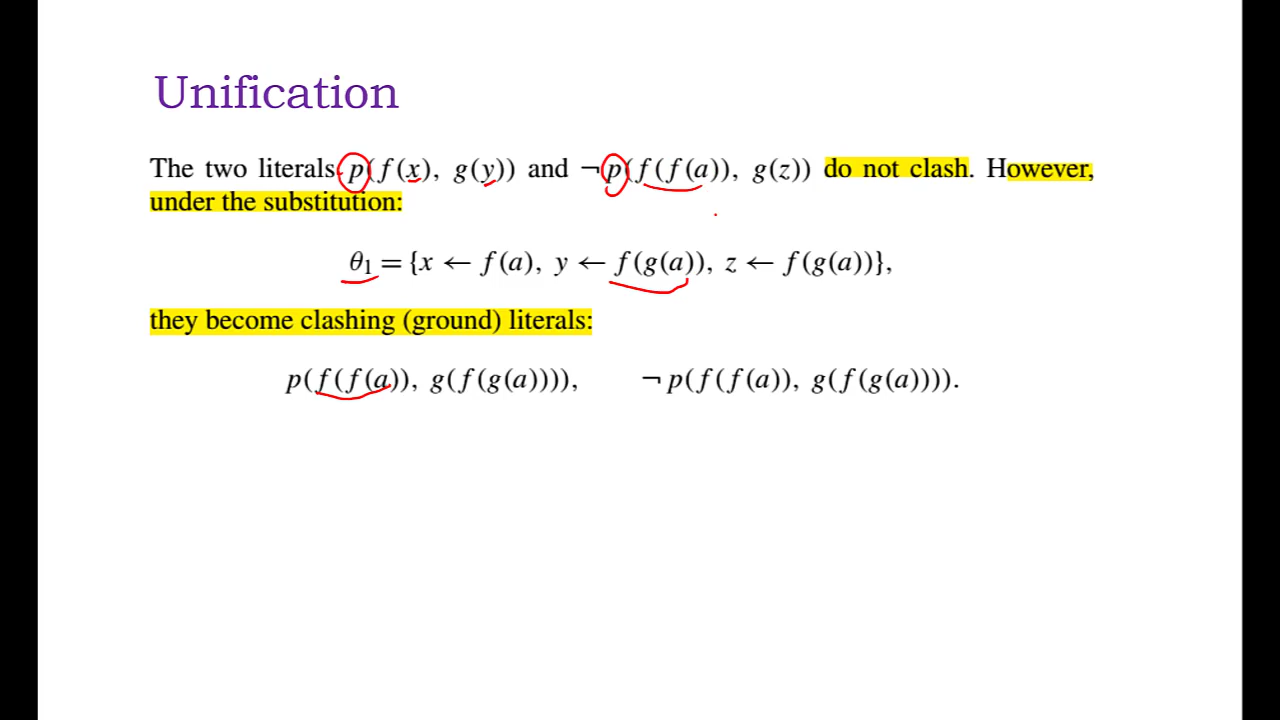 Unification
The two literals p(f(x), g(y)) and ¬p(f(f(a)), g(z)) do not clash. However,
under the substitution:
θ₁ = {x ← f(a), y ← f(g(a)), z ← f(g(a))},
they become clashing (ground) literals:
p(f(f(a)), g(f(g(a)))), ¬p(f(f(a)), g(f(g(a)))).